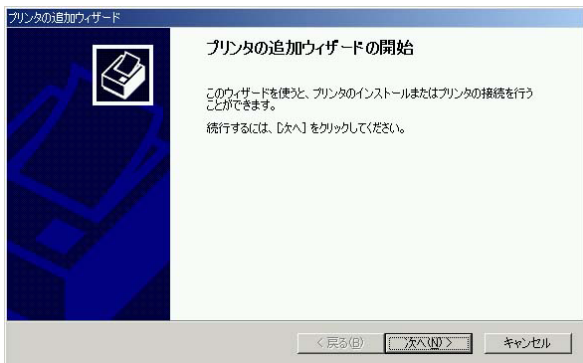 プリンタの追加ウィザード
プリンタの追加ウィザードの開始
このウィザードを使うと、プリンタのインストールまたはプリンタの接続を行う
ことができます。
続行するには、[次へ] をクリックしてください。
< 戻る(B)
次へ(N) >
キャンセル